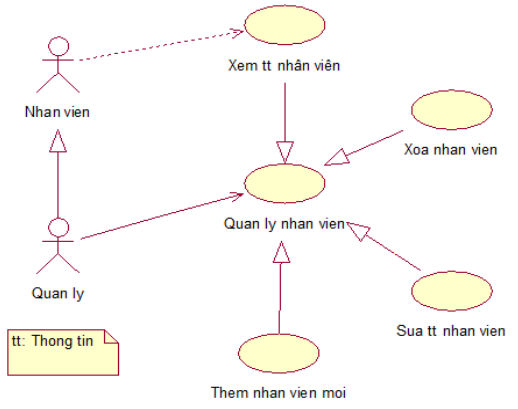 Xem tt nhân viên
Nhan vien
Xoa nhan vien
Quan ly nhan vien
Quan ly
Sua tt nhan vien
tt: Thong tin
Them nhan vien moi